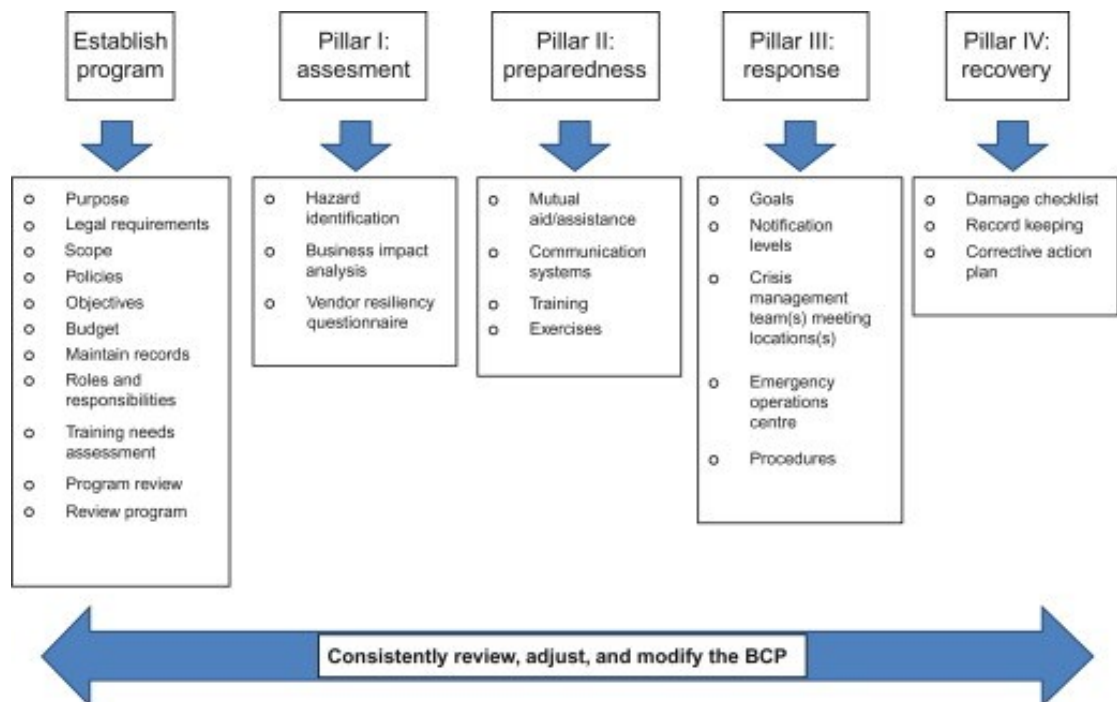 Establish
program
Pillar I:
assesment
Pillar II:
preparedness
Pillar III:
response
Pillar IV:
recovery
Purpose
Legal requirements
Scope
Policies
Objectives
Budget
Maintain records
Roles and
responsibilities
Training needs
assessment
Program review
Review program
Hazard
identification
Business impact
analysis
Vendor resiliency
questionnaire
Mutual
aid/assistance
Communication
systems
Training
Exercises
Goals
Notification
levels
Crisis
management
team(s) meeting
locations(s)
Emergency
operations
centre
Procedures
Damage checklist
Record keeping
Corrective action
plan
Consistently review, adjust, and modify the BCP